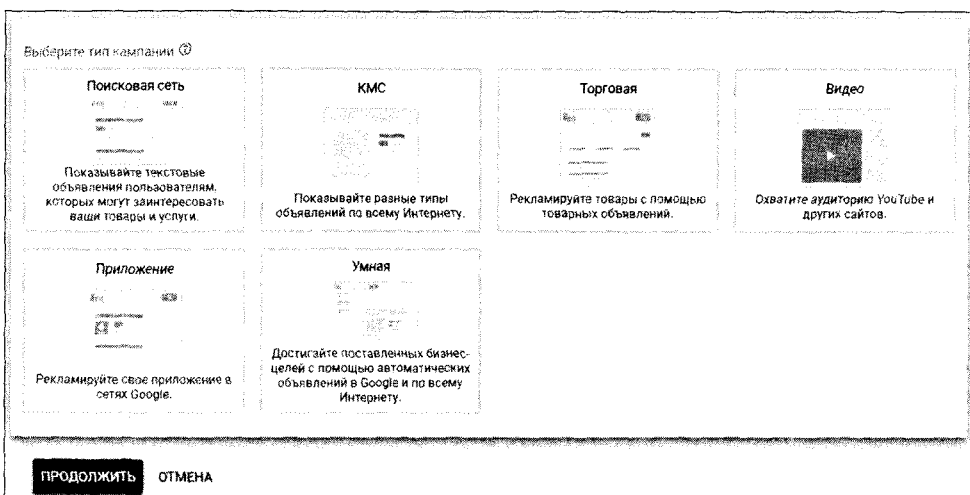 Выберите тип кампании ?
Поисковая сеть
Показывайте текстовые
объявления пользователям,
которых могут заинтересовать
ваши товары и услуги.
КМС
Показывайте разные типы
объявлений по всему Интернету.
Торговая
Рекламируйте товары с помощью
товарных объявлений.
Видео
Охватите аудиторию YouTube и
других сайтов.
Приложение
Рекламируйте свое приложение в
сетях Google.
Умная
Достигайте поставленных бизнес-
целей с помощью автоматических
объявлений в Google и по всему
Интернету.
ПРОДОЛЖИТЬ ОТМЕНА